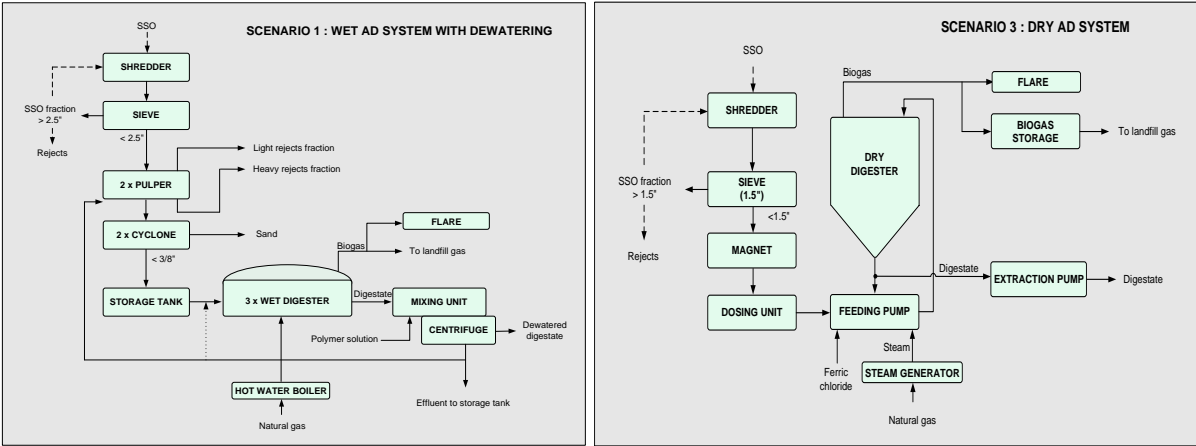 SCENARIO 1 : WET AD SYSTEM WITH DEWATERING
SSO
SHREDDER
SIEVE
SSO fraction
> 2.5"
Rejects
< 2.5"
Light rejects fraction
Heavy rejects fraction
2 x PULPER
2 x CYCLONE
Sand
< 3/8"
STORAGE TANK
FLARE
Biogas
To landfill gas
3 x WET DIGESTER
Digestate
MIXING UNIT
CENTRIFUGE
Polymer solution
Dewatered
digestate
HOT WATER BOILER
Effluent to storage tank
Natural gas
SCENARIO 3 : DRY AD SYSTEM
SSO
SHREDDER
SSO fraction
> 1.5"
SIEVE
(1.5")
<1.5"
Rejects
MAGNET
DOSING UNIT
Biogas
FLARE
BIOGAS
STORAGE
To landfill gas
DRY
DIGESTER
Digestate
EXTRACTION PUMP
Digestate
FEEDING PUMP
Steam
Ferric
chloride
STEAM GENERATOR
Natural gas